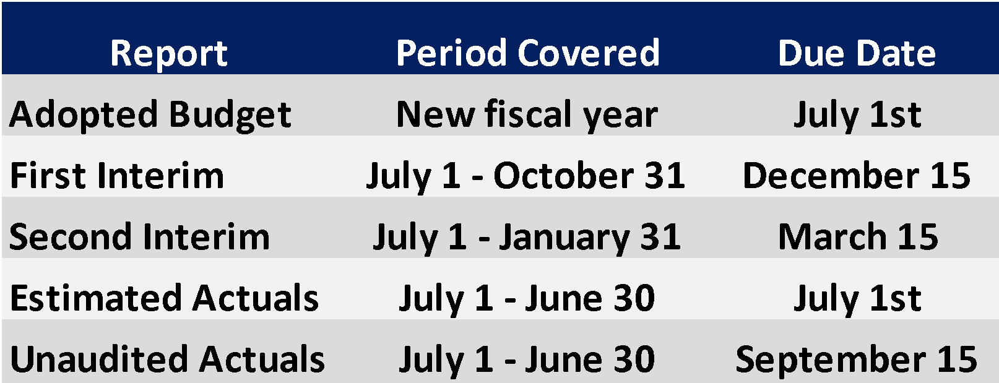 Report Period Covered Due Date
Adopted Budget New fiscal year July 1st
First Interim July 1 - October 31 December 15
Second Interim July 1 - January 31 March 15
Estimated Actuals July 1 - June 30 July 1st
Unaudited Actuals July 1 - June 30 September 15